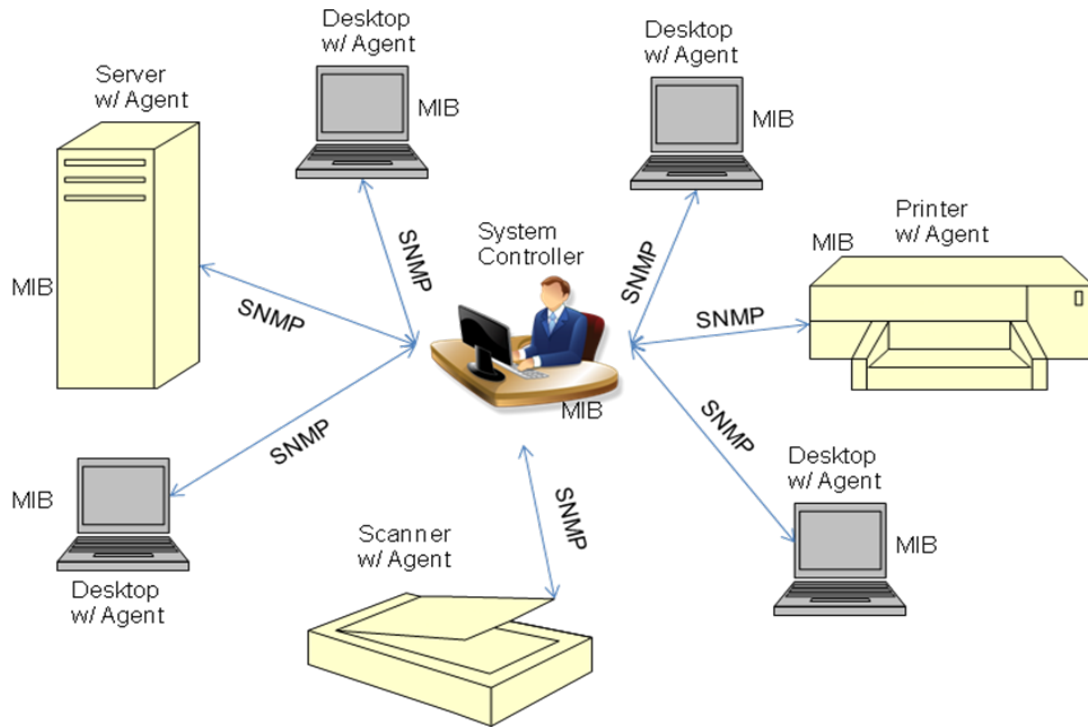 Desktop
w/ Agent
MIB
Desktop
w/ Agent
MIB
Server
w/ Agent
MIB
Printer
w/ Agent
MIB
System
Controller
MIB
SNMP
SNMP
SNMP
SNMP
SNMP
SNMP
SNMP
MIB
Desktop
w/ Agent
Scanner
w/ Agent
Desktop
w/ Agent
MIB